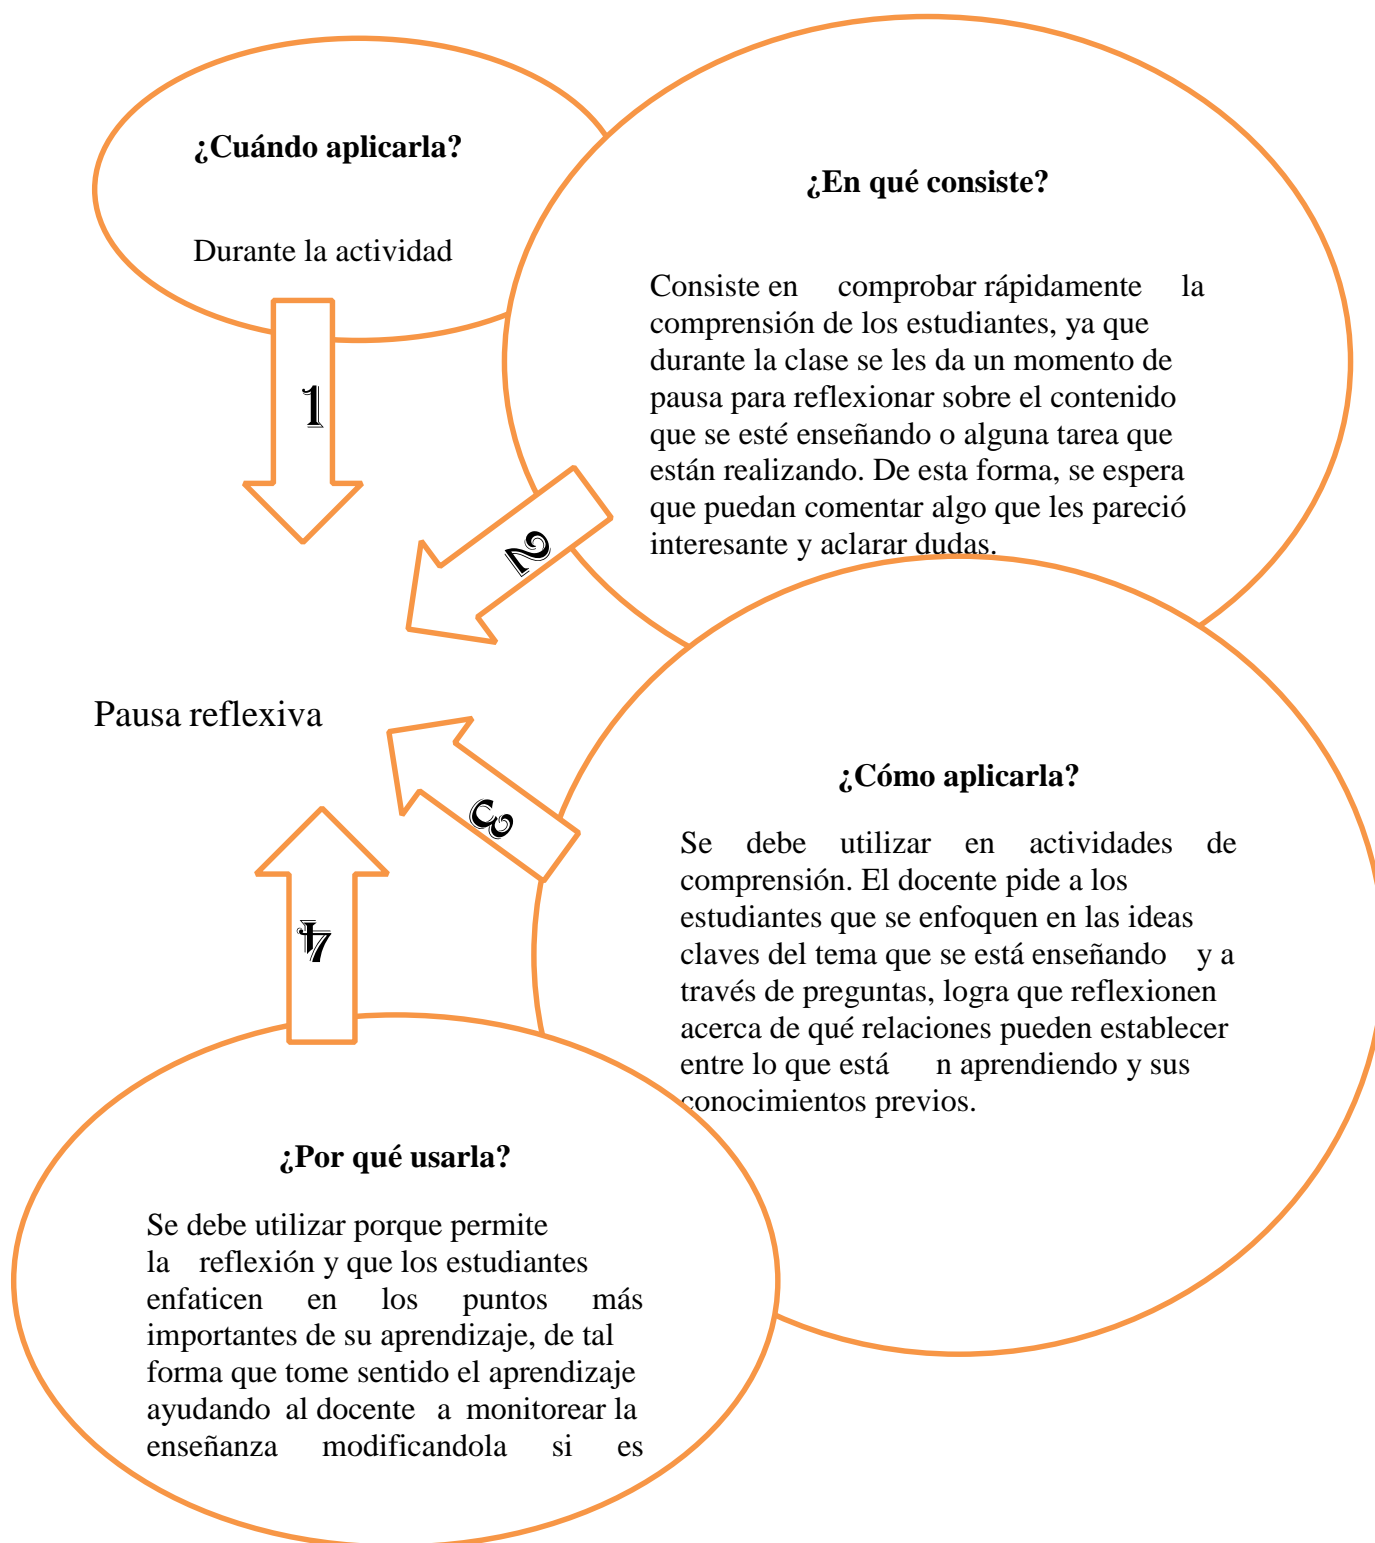 ¿Cuándo aplicarla?
Durante la actividad
1
¿En qué consiste?
Consiste en comprobar rápidamente la
comprensión de los estudiantes, ya que
durante la clase se les da un momento de
pausa para reflexionar sobre el contenido
que se esté enseñando o alguna tarea que
están realizando. De esta forma, se espera
que puedan comentar algo que les pareció
interesante y aclarar dudas.
2
Pausa reflexiva
3
¿Cómo aplicarla?
Se debe utilizar en actividades de
comprensión. El docente pide a los
estudiantes que se enfoquen en las ideas
claves del tema que se está enseñando y a
través de preguntas, logra que reflexionen
acerca de qué relaciones pueden establecer
entre lo que está n aprendiendo y sus
conocimientos previos.
4
¿Por qué usarla?
Se debe utilizar porque permite
la reflexión y que los estudiantes
enfaticen en los puntos más
importantes de su aprendizaje, de tal
forma que tome sentido el aprendizaje
ayudando al docente a monitorear la
enseñanza modificandola si es